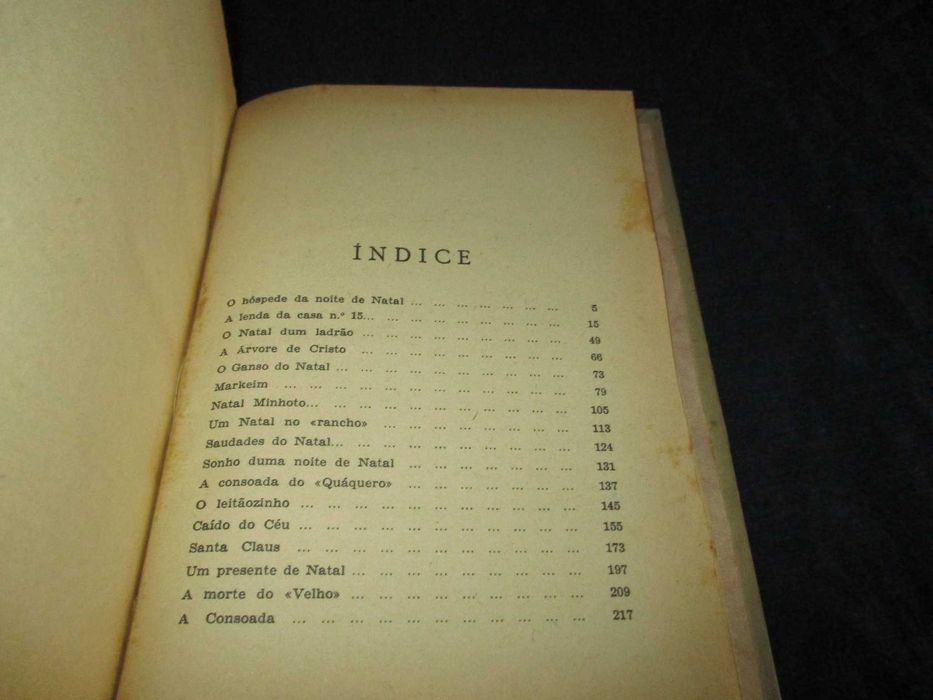 ÍNDICE
O hóspede da noite de Natal ... ... ... ... ... ... ... 5
A lenda da casa n.º 15... ... ... ... ... ... ... ... ... 15
O Natal dum ladrão ... ... ... ... ... ... ... ... ... 49
A Árvore de Cristo ... ... ... ... ... ... ... ... ... 66
O Ganso do Natal ... ... ... ... ... ... ... ... ... ... 73
Markeim ... ... ... ... ... ... ... ... ... ... ... ... 79
Natal Minhoto... ... ... ... ... ... ... ... ... ... ... 105
Um Natal no «rancho» ... ... ... ... ... ... ... ... 113
Saudades do Natal... ... ... ... ... ... ... ... ... ... 124
Sonho duma noite de Natal ... ... ... ... ... ... ... 131
A consoada do «Quáquero» ... ... ... ... ... ... ... 137
O leitãozinho ... ... ... ... ... ... ... ... ... ... ... 145
Caído do Céu ... ... ... ... ... ... ... ... ... ... ... 155
Santa Claus ... ... ... ... ... ... ... ... ... ... ... 173
Um presente de Natal ... ... ... ... ... ... ... ... ... 197
A morte do «Velho» ... ... ... ... ... ... ... ... ... 209
A Consoada ... ... ... ... ... ... ... ... ... ... ... 217